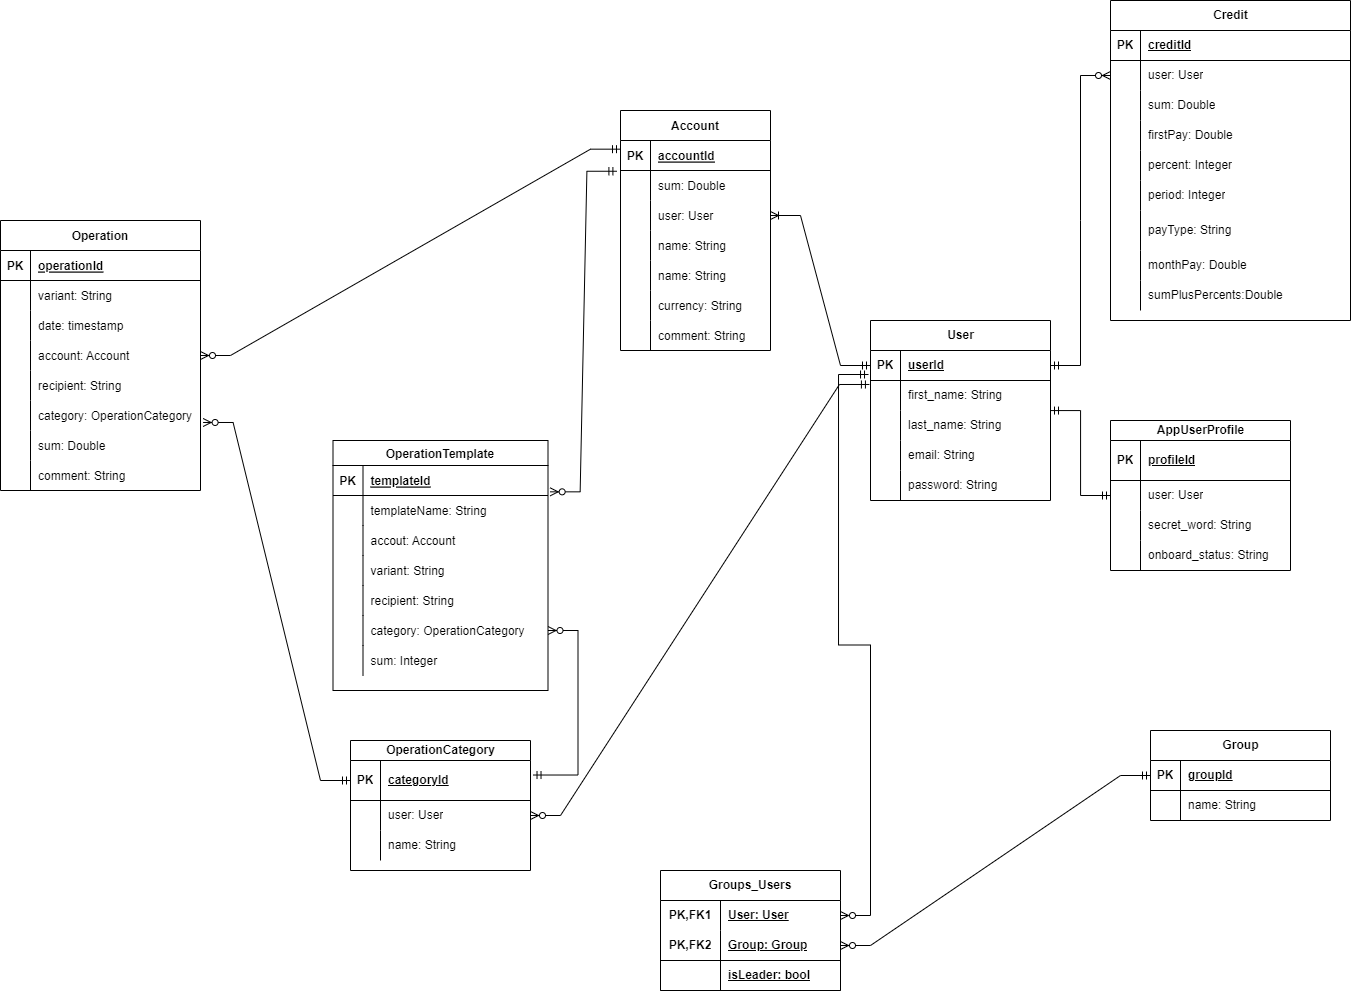 Credit
PK creditId
user: User
sum: Double
firstPay: Double
percent: Integer
period: Integer
payType: String
monthPay: Double
sumPlusPercents:Double
Account
PK accountId
sum: Double
user: User
name: String
name: String
currency: String
comment: String
Operation
PK operationId
variant: String
date: timestamp
account: Account
recipient: String
category: OperationCategory
sum: Double
comment: String
User
PK userId
first_name: String
last_name: String
email: String
password: String
AppUserProfile
PK profileId
user: User
secret_word: String
onboard_status: String
OperationTemplate
PK templateId
templateName: String
accout: Account
variant: String
recipient: String
category: OperationCategory
sum: Integer
OperationCategory
PK categoryId
user: User
name: String
Group
PK groupId
name: String
Groups_Users
PK,FK1 User: User
PK,FK2 Group: Group
isLeader: bool